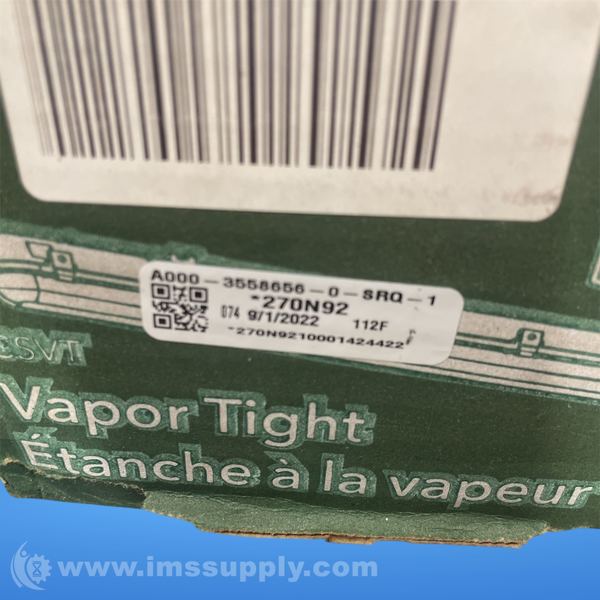 A000-3558656-0-SRQ-1
*270N92
074 9/1/2022 112F
*270N9210001424422
F
CSVT
Vapor Tight
Étanche à la vapeur
www.imssupply.com